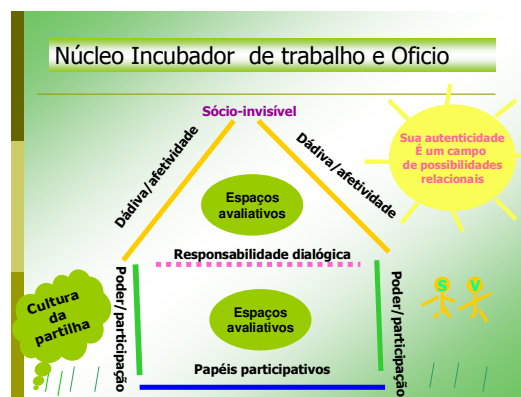 Núcleo Incubador de trabalho e Oficio
Sócio-invisível
Dádiva/afetividade
Dádiva/afetividade
Sua autenticidade
É um campo
de possibilidades
relacionais
Espaços
avaliativos
Responsabilidade dialógica
Poder/participação
Poder/participação
Espaços
avaliativos
Cultura
da
partilha
S V
Papéis participativos